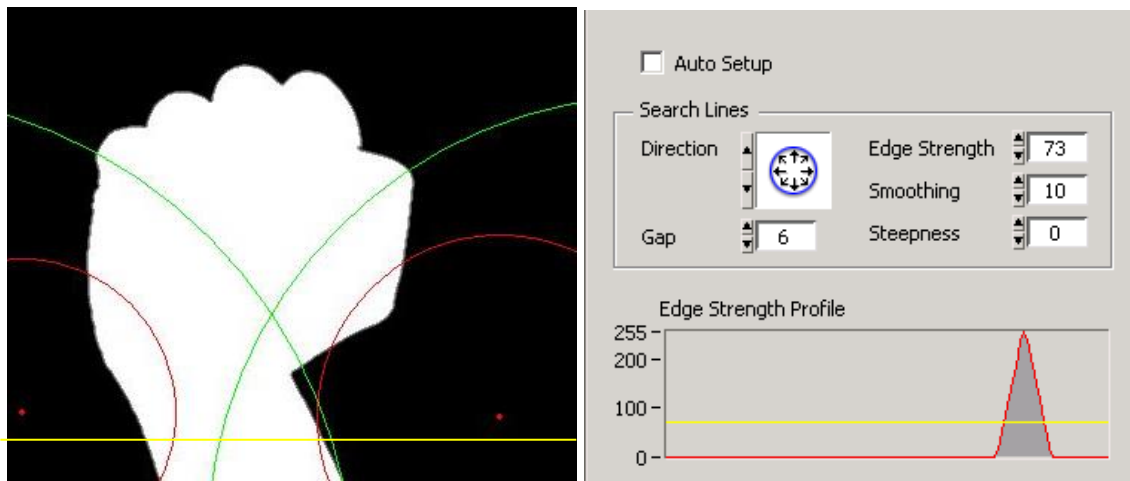 Auto Setup
Search Lines
Direction
Edge Strength 73
Smoothing 10
Gap 6
Steepness 0
Edge Strength Profile
255
200
100
0